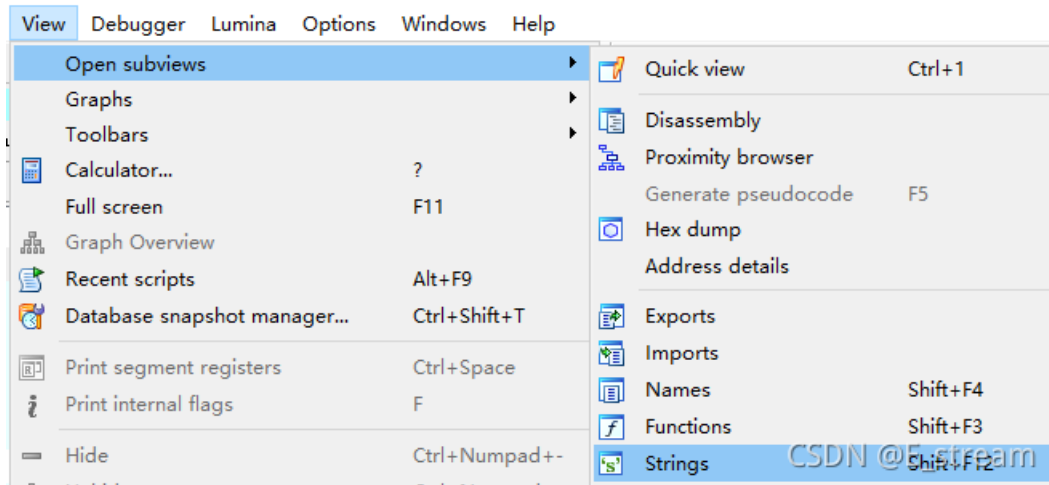 View Debugger Lumina Options Windows Help
Open subviews
Graphs
Toolbars
Calculator... ?
Full screen F11
Graph Overview
Recent scripts Alt+F9
Database snapshot manager... Ctrl+Shift+T
Print segment registers Ctrl+Space
Print internal flags F
Hide Ctrl+Numpad+-
Quick view Ctrl+1
Disassembly
Proximity browser
Generate pseudocode F5
Hex dump
Address details
Exports
Imports
Names Shift+F4
Functions Shift+F3
Strings Shift+F12
CSDN @E_stream